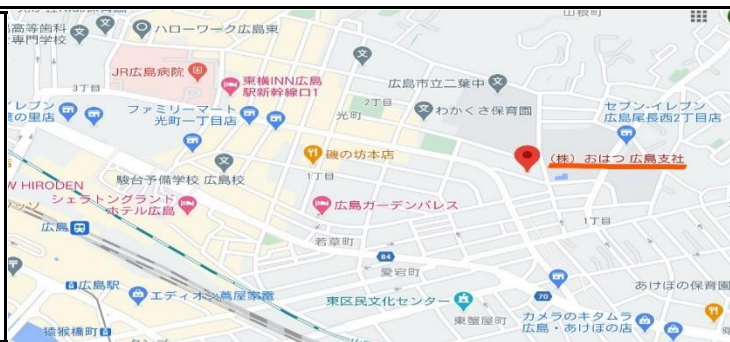 高等歯科
専門学校
ハローワーク広島東
山根町
JR広島病院
東横INN広島
駅新幹線口1
広島市立二葉中
3丁目
ファミリーマート
光町一丁目店
光町
2丁目
わかくさ保育園
セブン-イレブン
広島尾長西2丁目店
磯の坊本店
(株) おはつ 広島支社
駿台予備学校 広島校
1丁目
シェラトングランド
ホテル広島
広島ガーデンパレス
1丁目
広島
若草町
84
愛宕町
広島駅
エディオン蔦屋家電
東区民文化センター
70
あけぼの保育園
東蟹屋町
カメラのキタムラ
広島・あけぼの店
猿猴橋町